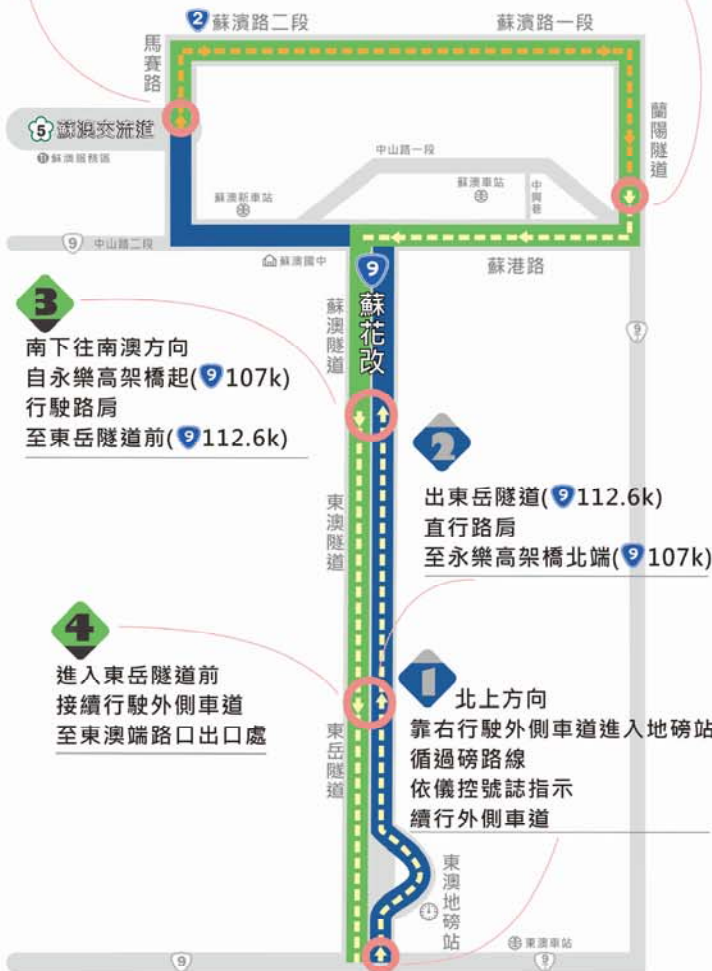 2 蘇濱路二段
蘇濱路一段
馬賽路
5 蘇澳交流道
蘇澳服務區
蘭陽隧道
中山路一段
蘇澳新車站
蘇澳車站
中興巷
9 中山路二段
蘇澳國中
蘇港路
9 蘇花改
蘇澳隧道
9
3
南下往南澳方向
自永樂高架橋起(9 107k)
行駛路肩
至東岳隧道前(9 112.6k)
2
出東岳隧道(9 112.6k)
直行路肩
至永樂高架橋北端(9 107k)
東澳隧道
4
進入東岳隧道前
接續行駛外側車道
至東澳端路口出口處
1
北上方向
靠右行駛外側車道進入地磅站
循過磅路線
依儀控號誌指示
續行外側車道
東岳隧道
東澳地磅站
東澳車站
9
9